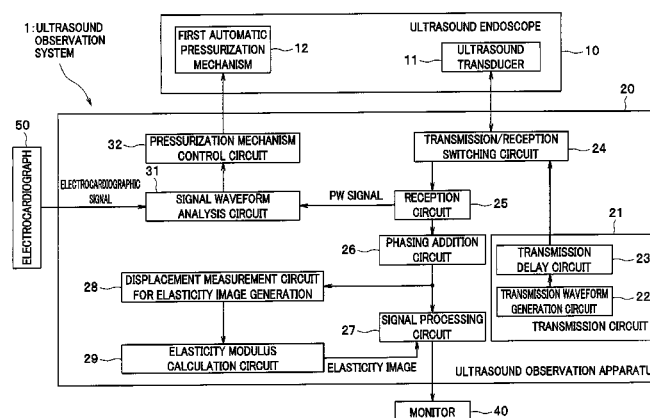 1: ULTRASOUND
OBSERVATION
SYSTEM
ULTRASOUND ENDOSCOPE
FIRST AUTOMATIC
PRESSURIZATION
MECHANISM
12
11
ULTRASOUND
TRANSDUCER
10
20
50
ELECTROCARDIOGRAPH
32
PRESSURIZATION MECHANISM
CONTROL CIRCUIT
TRANSMISSION/RECEPTION
SWITCHING CIRCUIT
24
31
ELECTROCARDIOGRAPHIC
SIGNAL
SIGNAL WAVEFORM
ANALYSIS CIRCUIT
PW SIGNAL
RECEPTION
CIRCUIT
25
21
26
PHASING ADDITION
CIRCUIT
TRANSMISSION
DELAY CIRCUIT
23
28
DISPLACEMENT MEASUREMENT CIRCUIT
FOR ELASTICITY IMAGE GENERATION
TRANSMISSION WAVEFORM
GENERATION CIRCUIT
22
TRANSMISSION CIRCUIT
27
SIGNAL PROCESSING
CIRCUIT
29
ELASTICITY MODULUS
CALCULATION CIRCUIT
ELASTICITY IMAGE
ULTRASOUND OBSERVATION APPARATUS
MONITOR
40